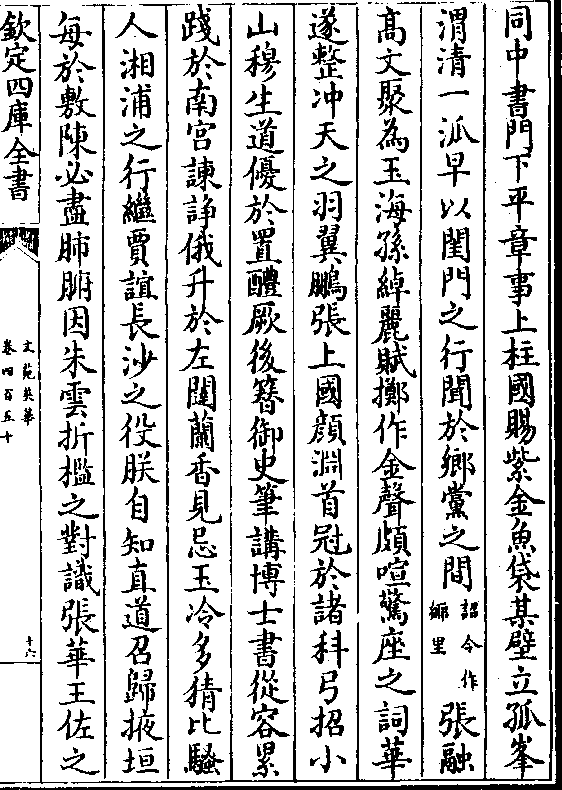 同中書門下平章事上柱國賜紫金魚袋某壁立孤峯
渭清一泒早以閨門之行聞於鄉黨之間詔令作鄉里張融
高文聚為玉海孫綽麗賦擲作金聲頗喧驚座之詞華
遂整冲天之羽翼鵬張上國顔淵首冠於諸科弓招小
山穆生道優於置醴厥後簪御史筆講博士書從容累
踐於南宮諫諍俄升於左闥蘭香見忌玉冷多猜比騷
人湘浦之行繼賈誼長沙之役朕自知直道召歸掖垣
每於敷陳必盡肺腑因朱雲折檻之對識張華王佐之
欽定四庫全書
文苑英華
卷四百五十
十六